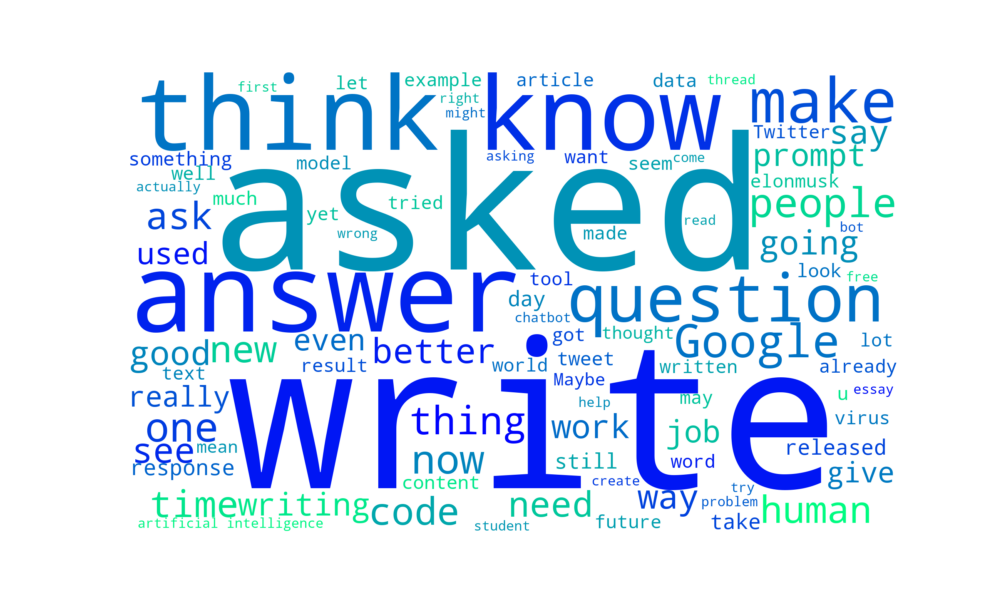 think know make
first let example article data thread
right might
Twitter say
something model asking want seem come prompt
well actually elonmusk
asked
much yet tried read people
ask wrong made bot
used going
answer tool look free
day question
chatbot
good new even better got thought Google lot
text result world tweet written already
really write Maybe u essay
one thing help may virus
see mean work job
response now still word released
content create way try give
time writing code need problem human
artificial intelligence student future take